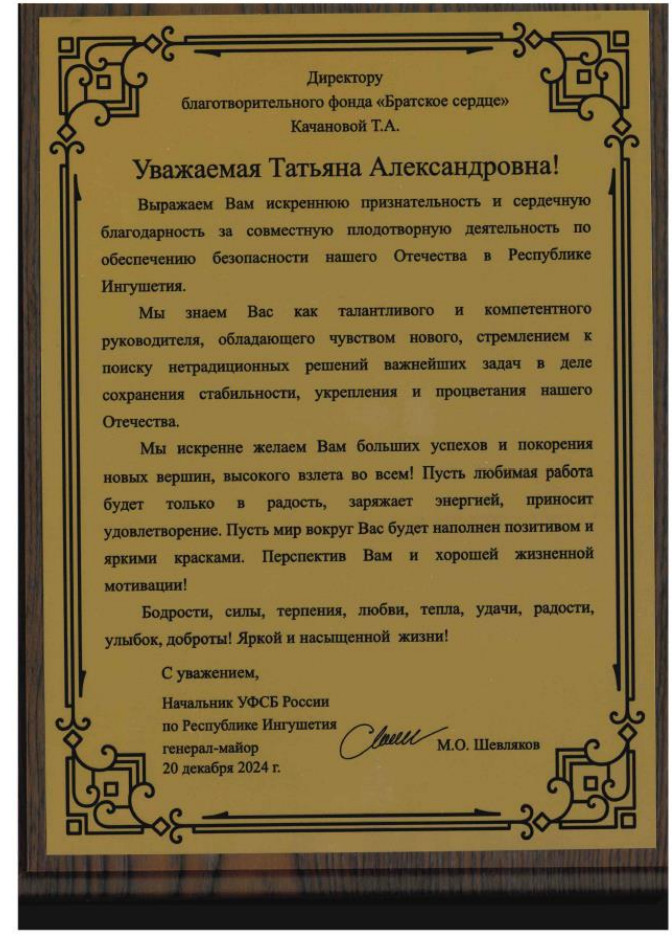 Директору
благотворительного фонда «Братское сердце»
Качановой Т.А.
Уважаемая Татьяна Александровна!
Выражаем Вам искреннюю признательность и сердечную
благодарность за совместную плодотворную деятельность по
обеспечению безопасности нашего Отечества в Республике
Ингушетия.
Мы знаем Вас как талантливого и компетентного
руководителя, обладающего чувством нового, стремлением к
поиску нетрадиционных решений важнейших задач в деле
сохранения стабильности, укрепления и процветания нашего
Отечества.
Мы искренне желаем Вам больших успехов и покорения
новых вершин, высокого взлета во всем! Пусть любимая работа
будет только в радость, заряжает энергией, приносит
удовлетворение. Пусть мир вокруг Вас будет наполнен позитивом и
яркими красками. Перспектив Вам и хорошей жизненной
мотивации!
Бодрости, силы, терпения, любви, тепла, удачи, радости,
улыбок, доброты! Яркой и насыщенной жизни!
С уважением,
Начальник УФСБ России
по Республике Ингушетия
генерал-майор М.О. Шевляков
20 декабря 2024 г.